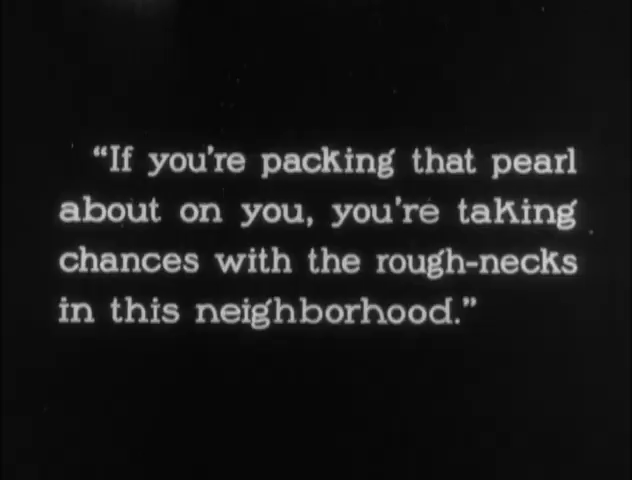 “If you're packing that pearl
about on you, you're taking
chances with the rough-necks
in this neighborhood.”